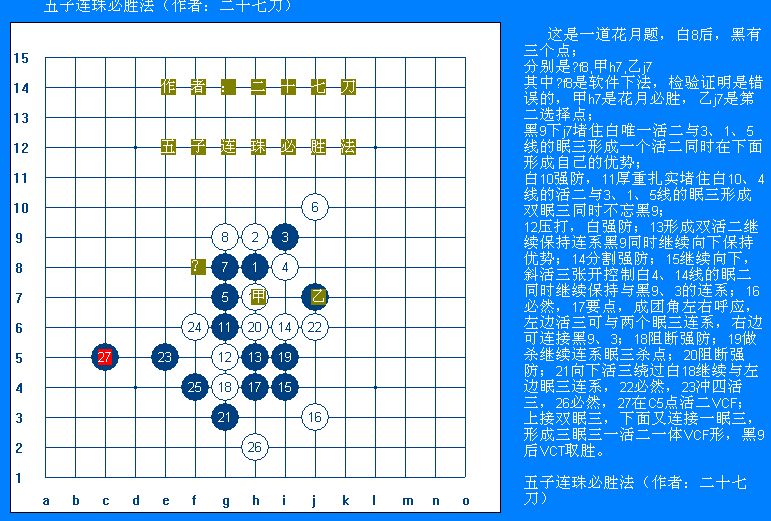 五子连珠必胜法（作者：二十七刀）
15
14 作者：二十七刀
13
12 五子连珠必胜法
11
10 6
9 8 2 3
8 ? 7 1 4
7 5 甲 乙
6 24 11 20 14 22
5 27 23 12 13 19
4 25 18 17 15
3 21 16
2 26
1
a b c d e f g h i j k l m n o
这是一道花月题，白8后，黑有
三个点；
分别是?f8,甲h7,乙j7
其中?f8是软件下法，检验证明是错
误的，甲h7是花月必胜，乙j7是第
二选择点；
黑9下j7堵住白唯一活二与3、1、5
线的眠三形成一个活二同时在下面
形成自己的优势；
白10强防，11厚重扎实堵住白10、4
线的活二与3、1、5线的眠三形成
双眠三同时不忘黑9；
12压打，白强防；13形成双活二继
续保持连系黑9同时继续向下保持
优势；14分割强防；15继续向下，
斜活三张开控制白4、14线的眠二
同时继续保持与黑9、3的连系；16
必然，17要点，成团角左右呼应，
左边活三可与两个眠三连系，右边
可连接黑9、3；18阻断强防；19做
杀继续连系眠三杀点；20阻断强
防；21向下活三绕过白18继续与左
边眠三连系，22必然，23冲四活
三，26必然，27在C5点活二VCF；
上接双眠三，下面又连接一眠三，
形成三眠三一活二一体VCF形，黑9
后VCT取胜。
五子连珠必胜法（作者：二十七
刀）